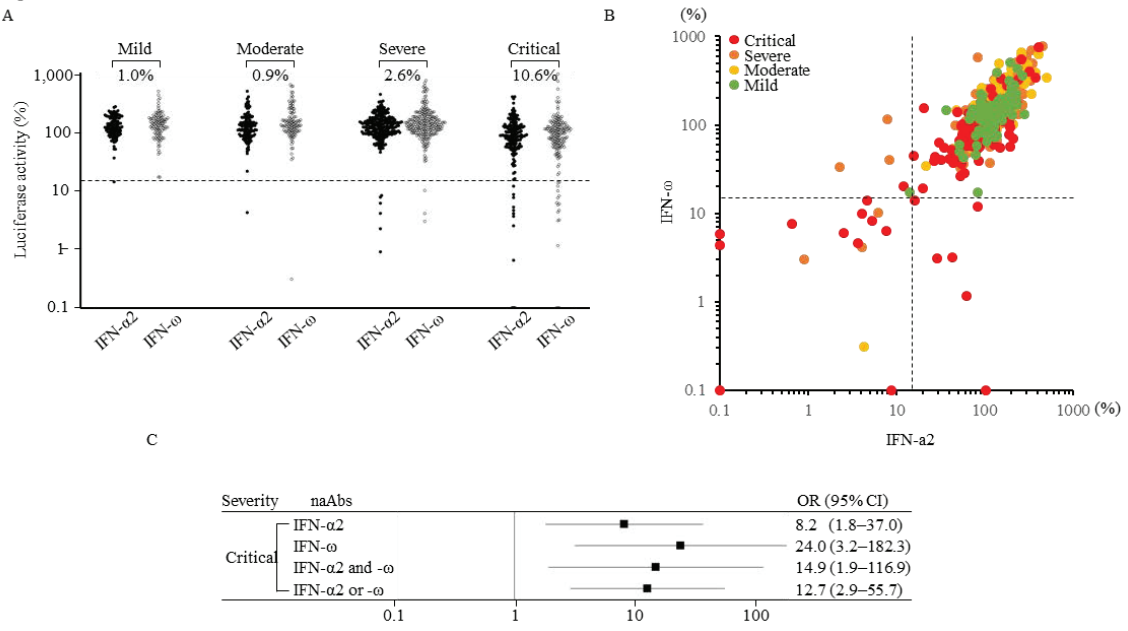 A
Mild Moderate Severe Critical
1.0% 0.9% 2.6% 10.6%
Luciferase activity (%)
1,000
100
10
1
0.1
IFN-α2 IFN-ω IFN-α2 IFN-ω IFN-α2 IFN-ω IFN-α2 IFN-ω
B
(%)
Critical
Severe
Moderate
Mild
IFN-ω
1000
100
10
1
0.1
0.1 1 10 100 1000 (%)
IFN-a2
C
Severity naAbs OR (95% CI)
Critical
IFN-α2 8.2 (1.8–37.0)
IFN-ω 24.0 (3.2–182.3)
IFN-α2 and -ω 14.9 (1.9–116.9)
IFN-α2 or -ω 12.7 (2.9–55.7)
0.1 1 10 100